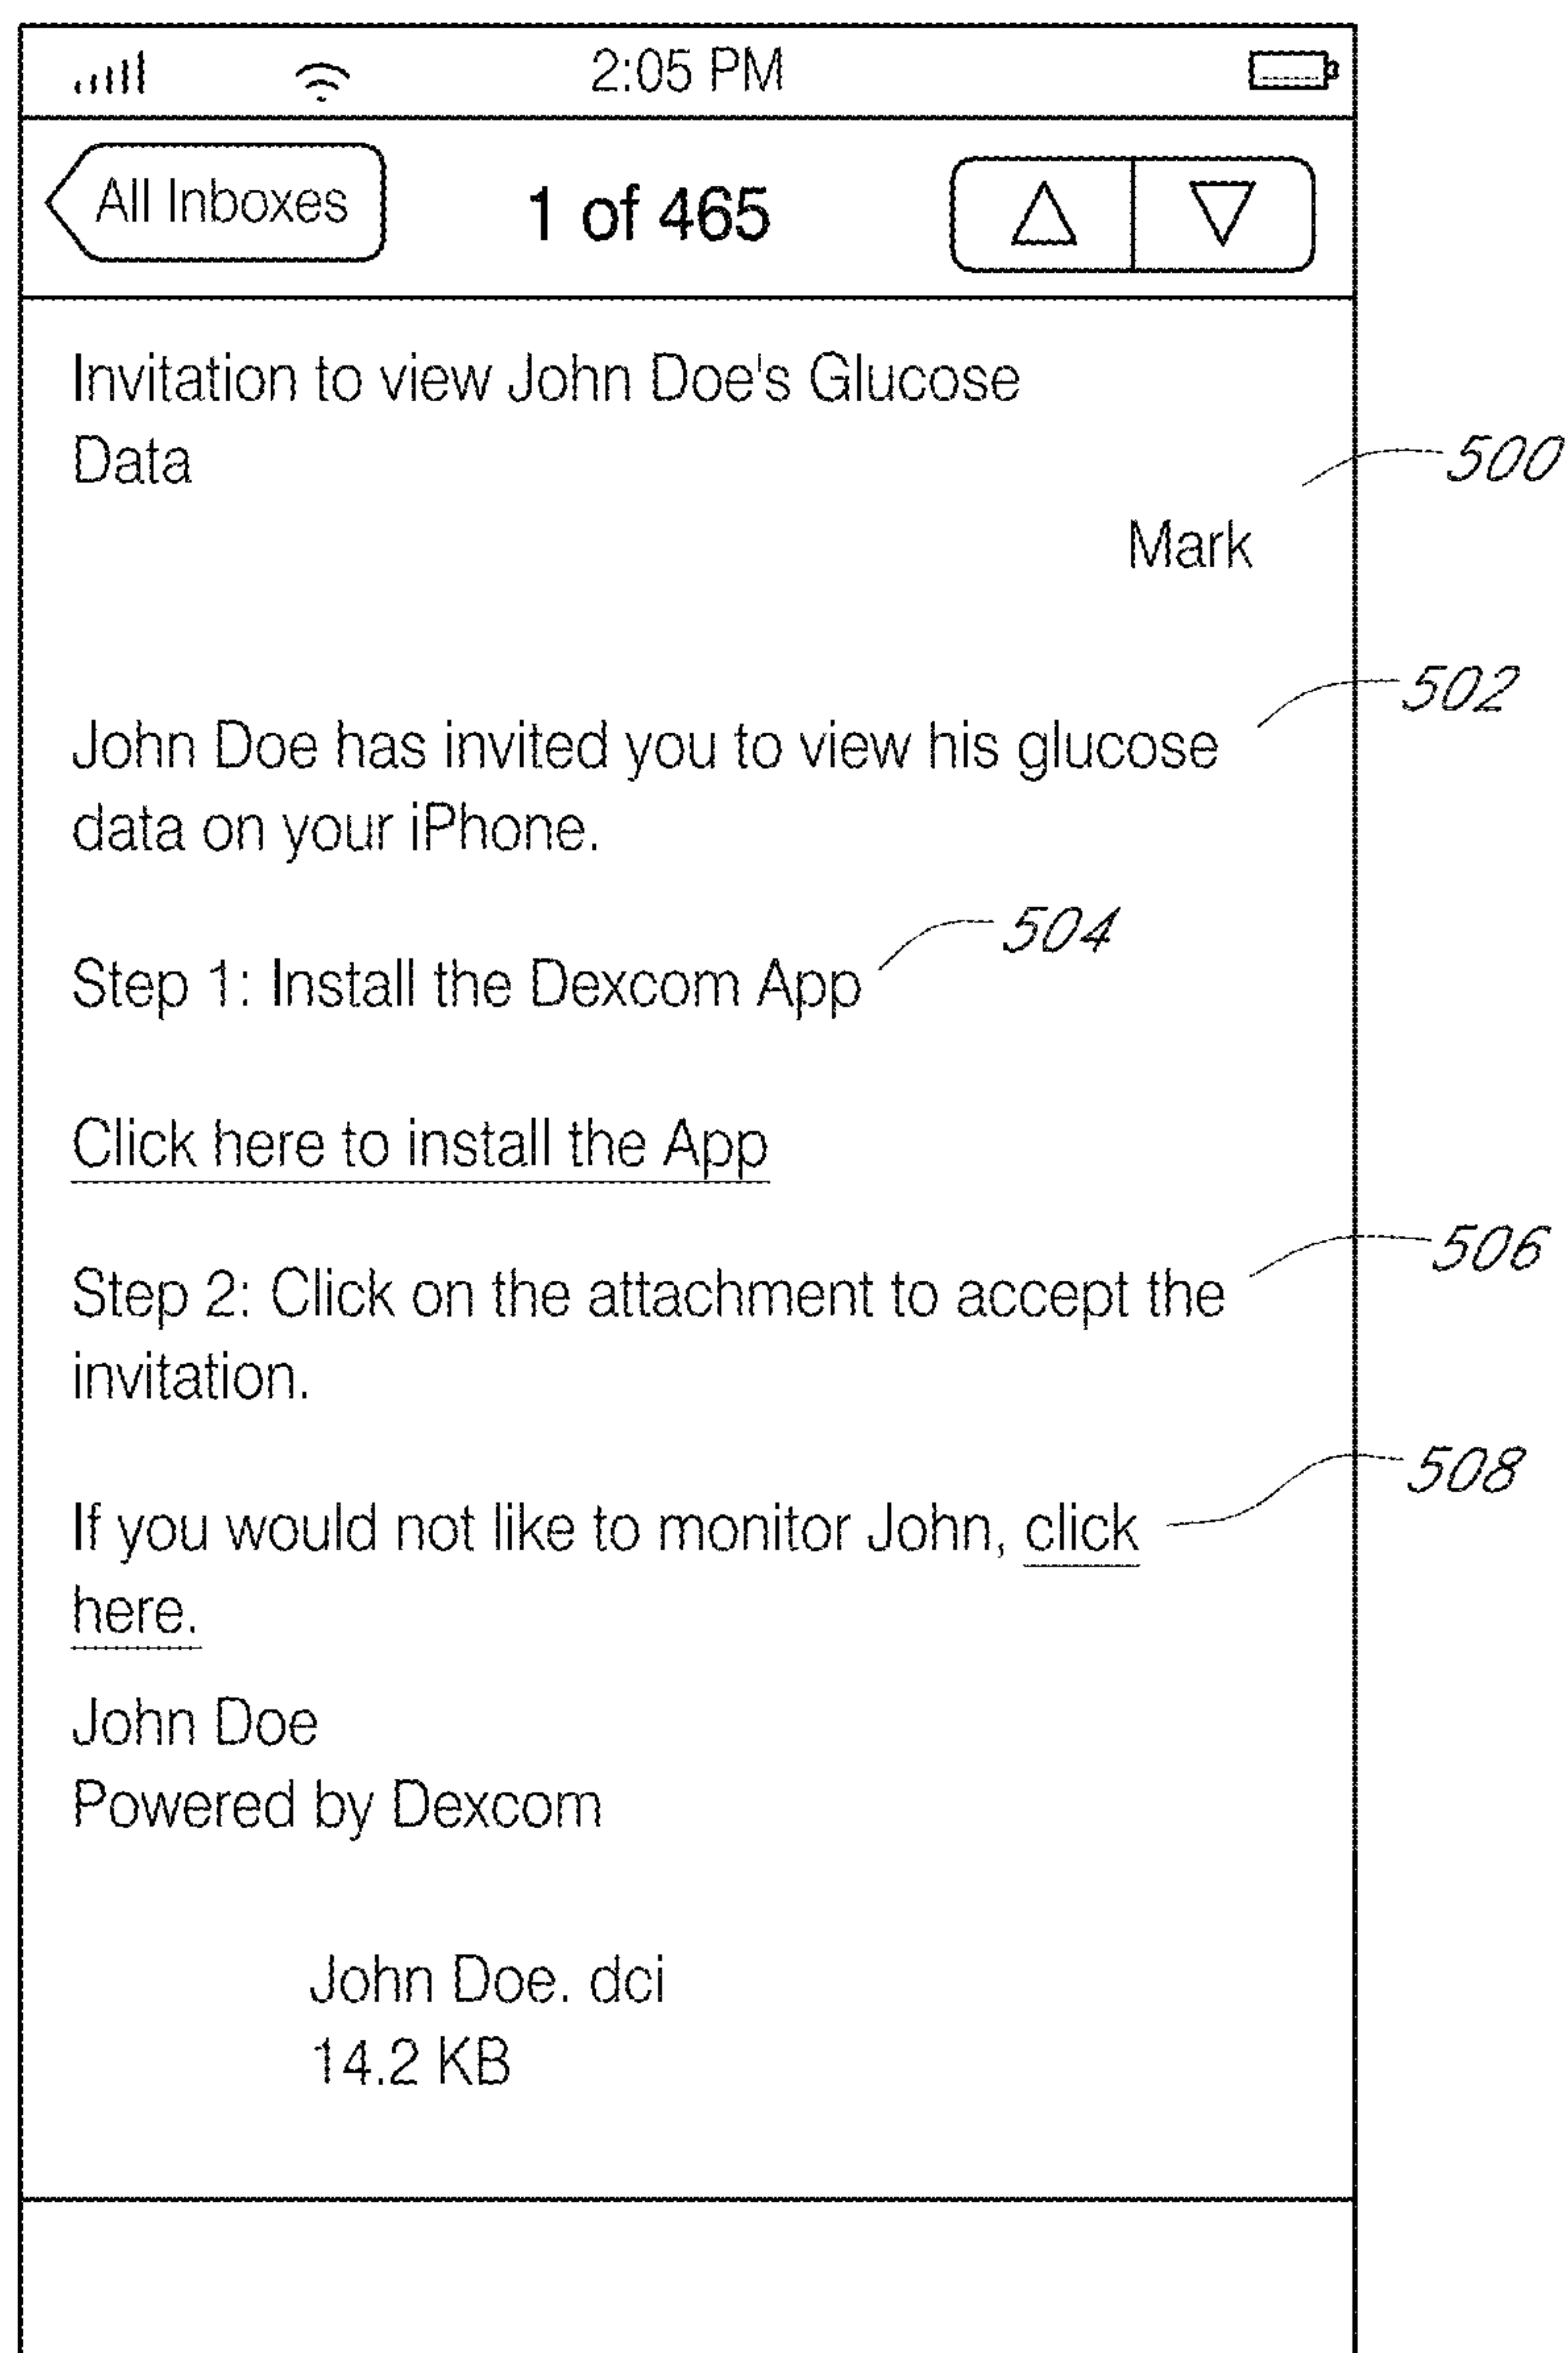 2:05 PM
All Inboxes
1 of 465
Invitation to view John Doe's Glucose
Data
500
Mark
502
John Doe has invited you to view his glucose
data on your iPhone.
504
Step 1: Install the Dexcom App
Click here to install the App
506
Step 2: Click on the attachment to accept the
invitation.
508
If you would not like to monitor John, click
here.
John Doe
Powered by Dexcom
John Doe. dci
14.2 KB